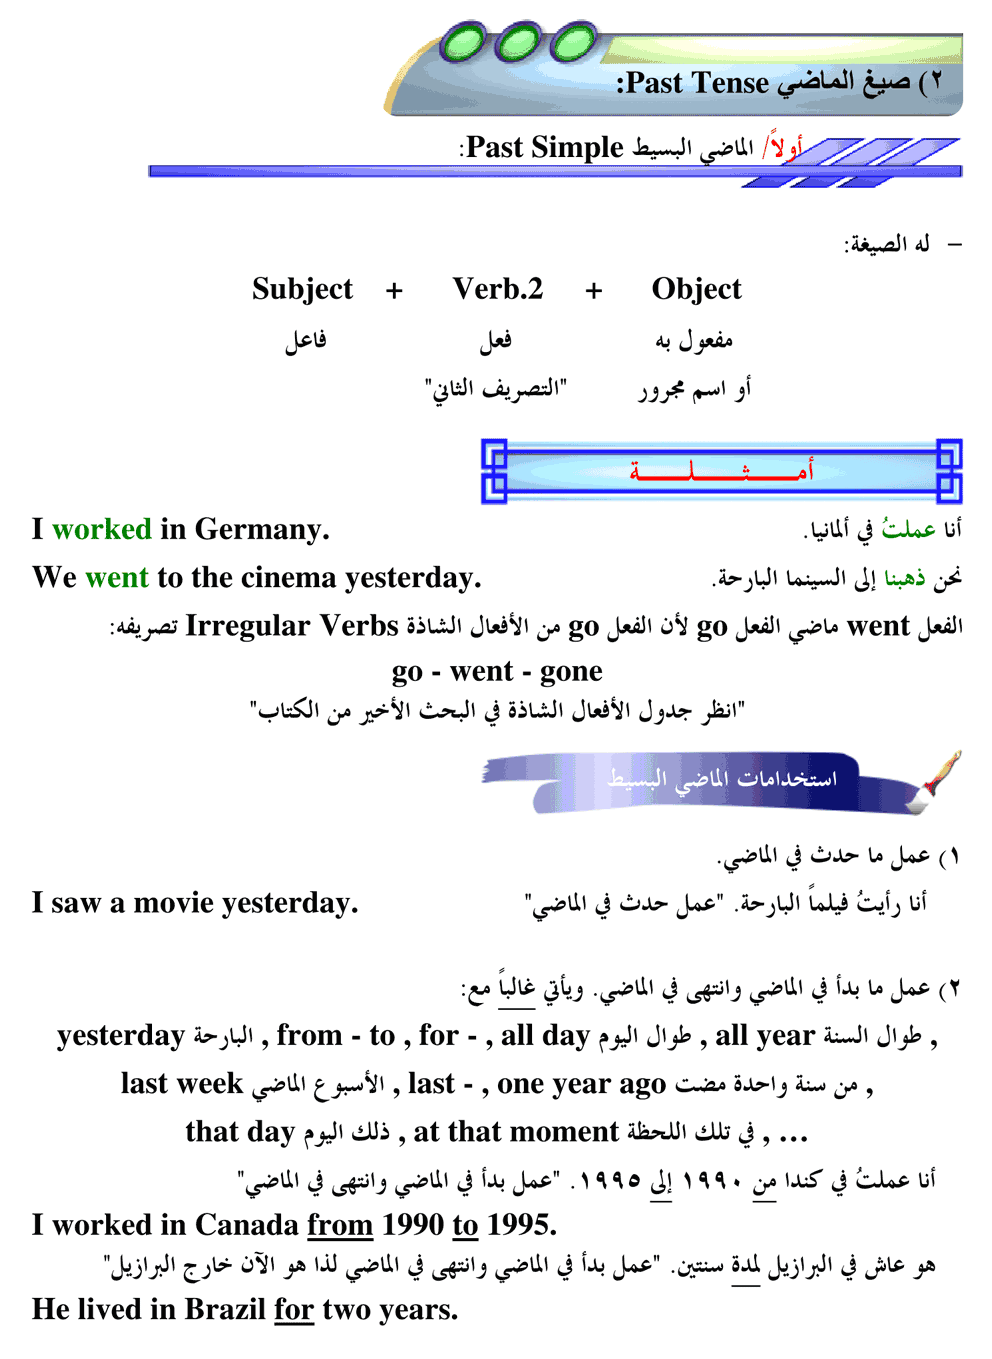 ٢) صيغ الماضي Past Tense:
أولاً/ الماضي البسيط Past Simple:
– له الصيغة:
Subject + Verb.2 + Object
فاعل فعل مفعول به
"التصريف الثاني" أو اسم مجرور
أمـثـلـة
I worked in Germany. أنا عملتُ في ألمانيا.
We went to the cinema yesterday. نحن ذهبنا إلى السينما البارحة.
الفعل went ماضي الفعل go لأن الفعل go من الأفعال الشاذة Irregular Verbs تصريفه:
go - went - gone
"انظر جدول الأفعال الشاذة في البحث الأخير من الكتاب"
استخدامات الماضي البسيط
١) عمل ما حدث في الماضي.
I saw a movie yesterday. أنا رأيتُ فيلماً البارحة. "عمل حدث في الماضي"
٢) عمل ما بدأ في الماضي وانتهى في الماضي. ويأتي غالباً مع:
yesterday البارحة , from - to , for - , all day طوال اليوم , all year طوال السنة ,
last week الأسبوع الماضي , last - , one year ago من سنة واحدة مضت ,
that day ذلك اليوم , at that moment في تلك اللحظة , …
أنا عملتُ في كندا من ١٩٩٠ إلى ١٩٩٥. "عمل بدأ في الماضي وانتهى في الماضي"
I worked in Canada from 1990 to 1995.
هو عاش في البرازيل لمدة سنتين. "عمل بدأ في الماضي وانتهى في الماضي لذا هو الآن خارج البرازيل"
He lived in Brazil for two years.